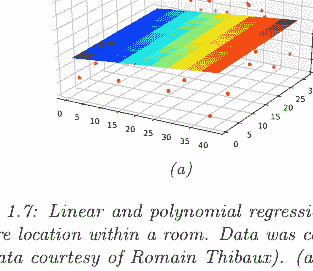 0 5 10 15 20 25 30 35 40
0 5 10 15 20 25 30
(a)
1.7: Linear and polynomial regressi
re location within a room. Data was c
ata courtesy of Romain Thibaux). (a